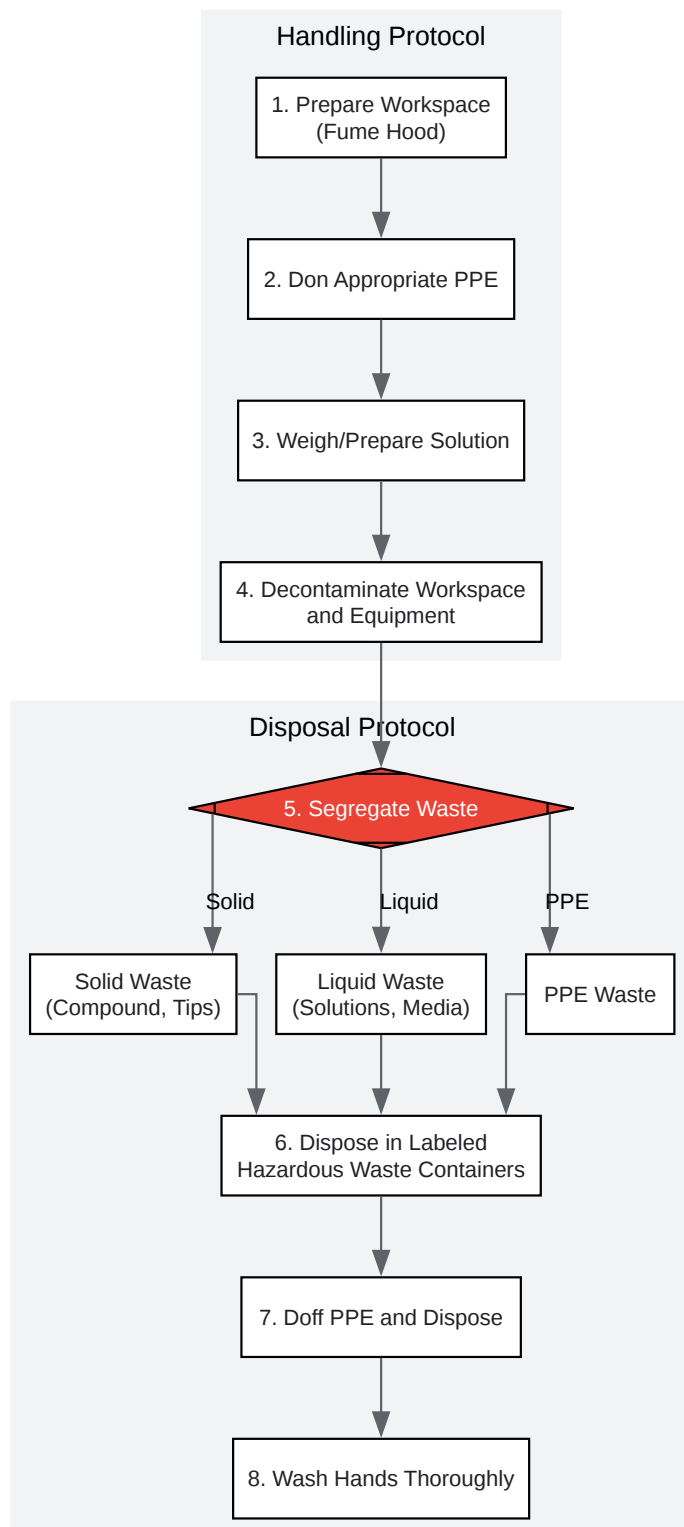 Handling Protocol
1. Prepare Workspace
(Fume Hood)
2. Don Appropriate PPE
3. Weigh/Prepare Solution
4. Decontaminate Workspace
and Equipment
Disposal Protocol
5. Segregate Waste
Solid
Liquid
PPE
Solid Waste
(Compound, Tips)
Liquid Waste
(Solutions, Media)
PPE Waste
6. Dispose in Labeled
Hazardous Waste Containers
7. Doff PPE and Dispose
8. Wash Hands Thoroughly